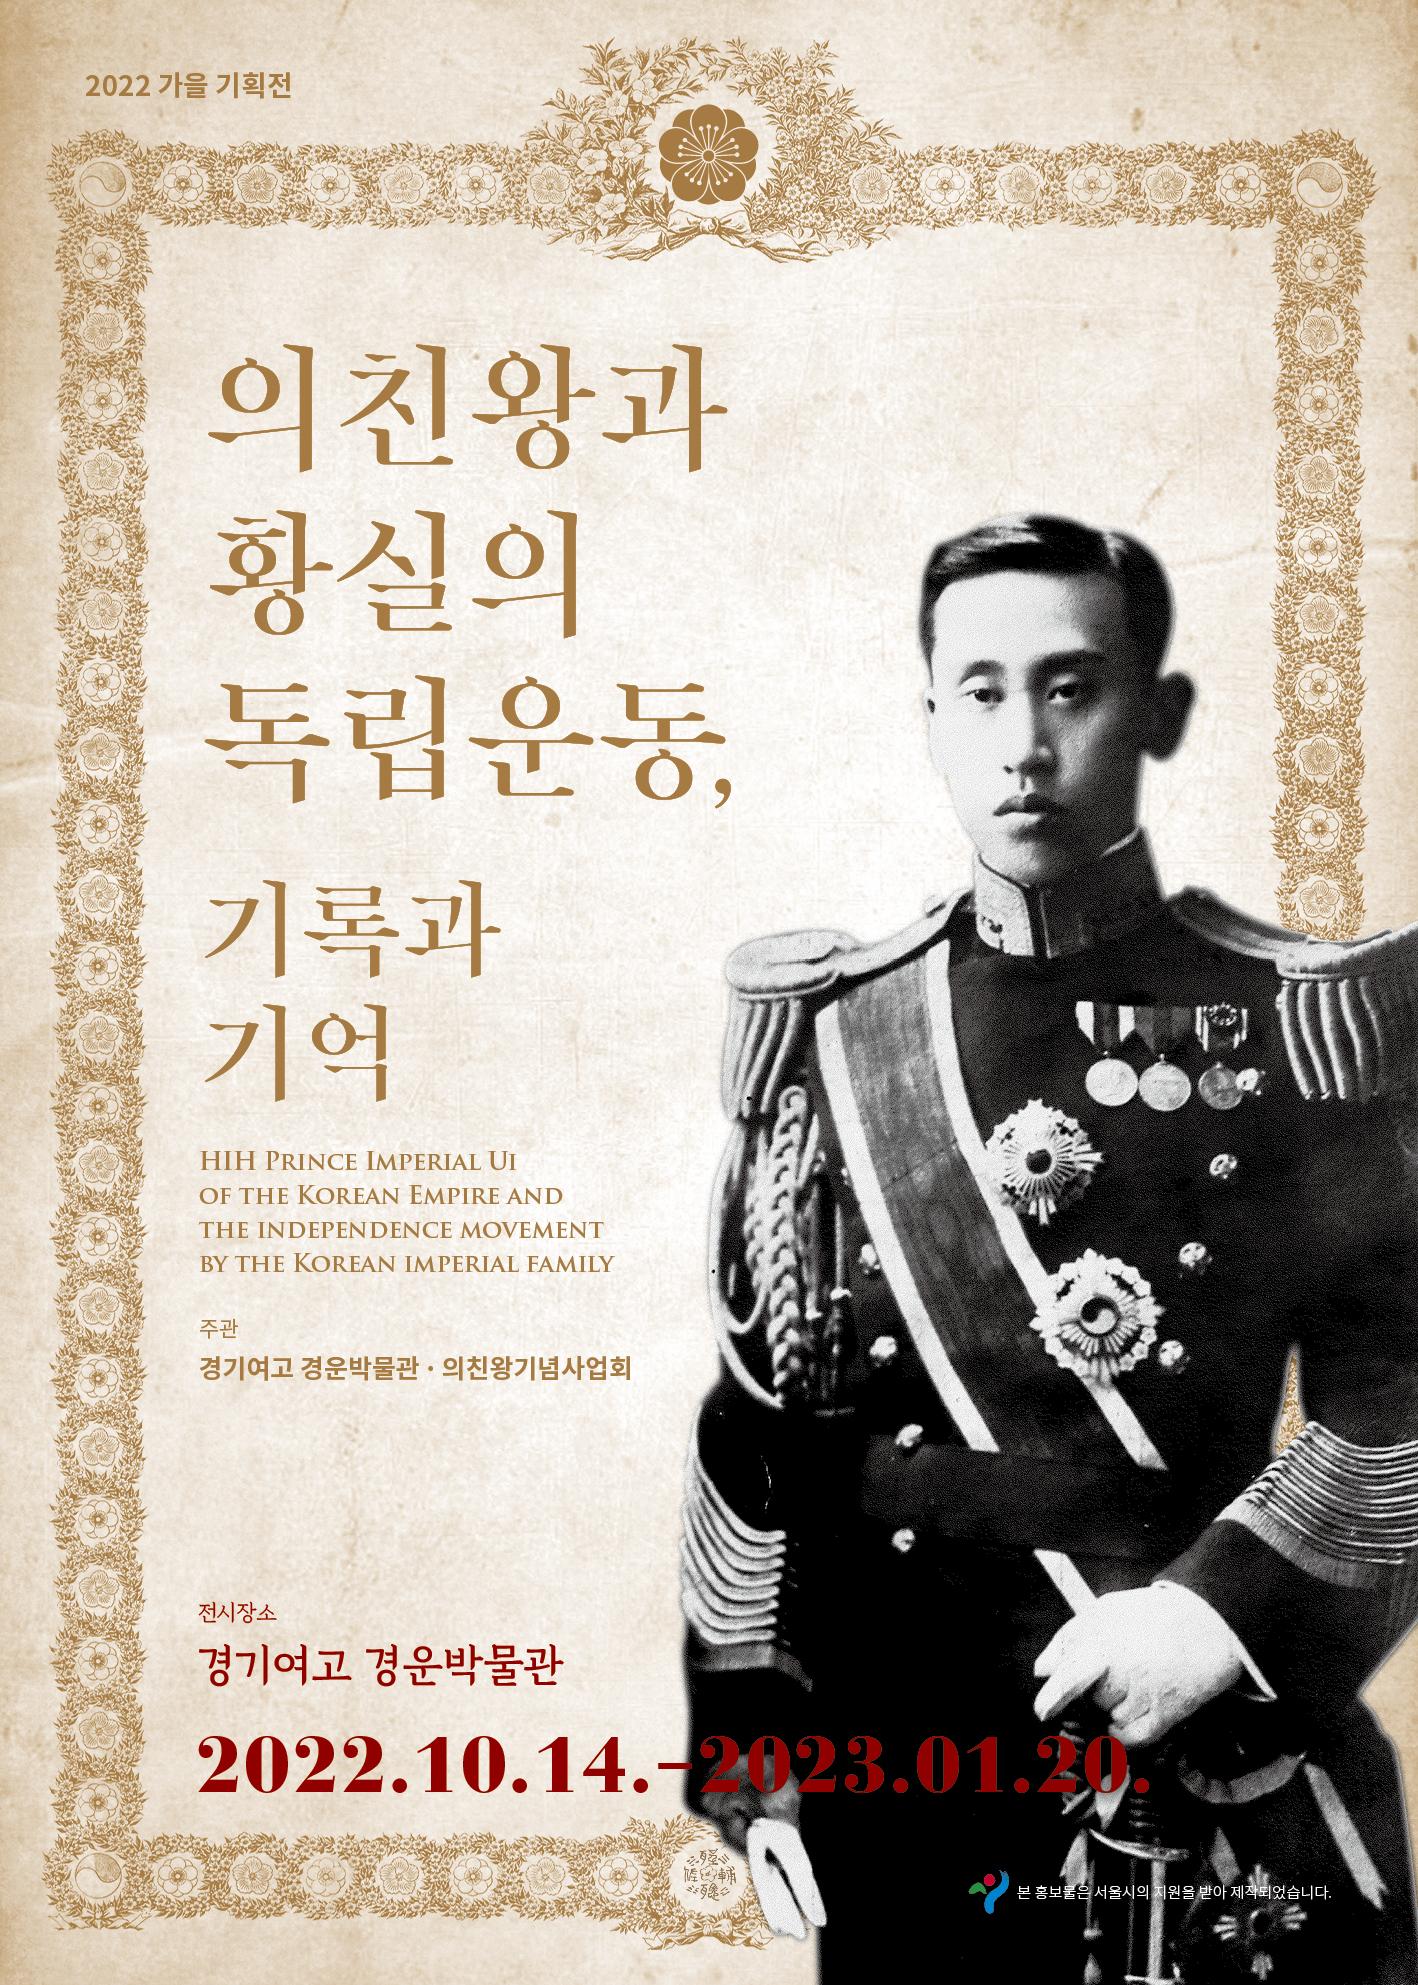 2022 가을 기획전
의친왕과
황실의
독립운동,
기록과
기억
HIH Prince Imperial Ui
of the Korean Empire and
the independence movement
by the Korean imperial family
주관
경기여고 경운박물관 · 의친왕기념사업회
전시장소
경기여고 경운박물관
2022.10.14.-2023.01.20.
본 홍보물은 서울시의 지원을 받아 제작되었습니다.